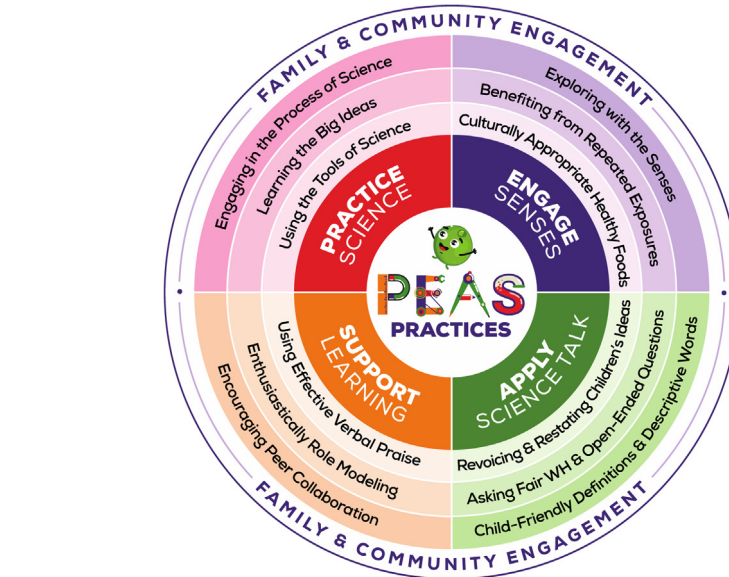 FAMILY & COMMUNITY ENGAGEMENT
Engaging in the Process of Science
Learning the Big Ideas
Using the Tools of Science
PRACTICE
SCIENCE
Exploring with the Senses
Benefiting from Repeated Exposures
Culturally Appropriate Healthy Foods
ENGAGE
SENSES
PEAS
PRACTICES
SUPPORT
LEARNING
Using Effective Verbal Praise
Enthusiastically Role Modeling
Encouraging Peer Collaboration
APPLY
SCIENCE TALK
Revoicing & Restating Children's Ideas
Asking Fair WH & Open-Ended Questions
Child-Friendly Definitions & Descriptive Words
FAMILY & COMMUNITY ENGAGEMENT